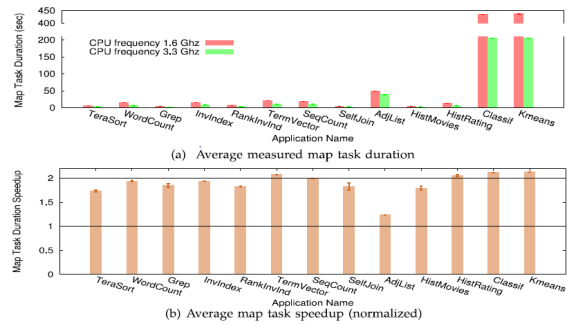 450
400
Map Task Duration (sec)
200
150
100
50
0
CPU frequency 1.6 Ghz
CPU frequency 3.3 Ghz
TeraSort WordCount Grep InvIndex RankInvInd TermVector SeqCount SelfJoin AdjList HistMovies HistRating Classif Kmeans
Application Name
(a) Average measured map task duration
Map Task Duration Speedup
2
1.5
1
0.5
0
TeraSort WordCount Grep InvIndex RankInvInd TermVector SeqCount SelfJoin AdjList HistMovies HistRating Classif Kmeans
Application Name
(b) Average map task speedup (normalized)